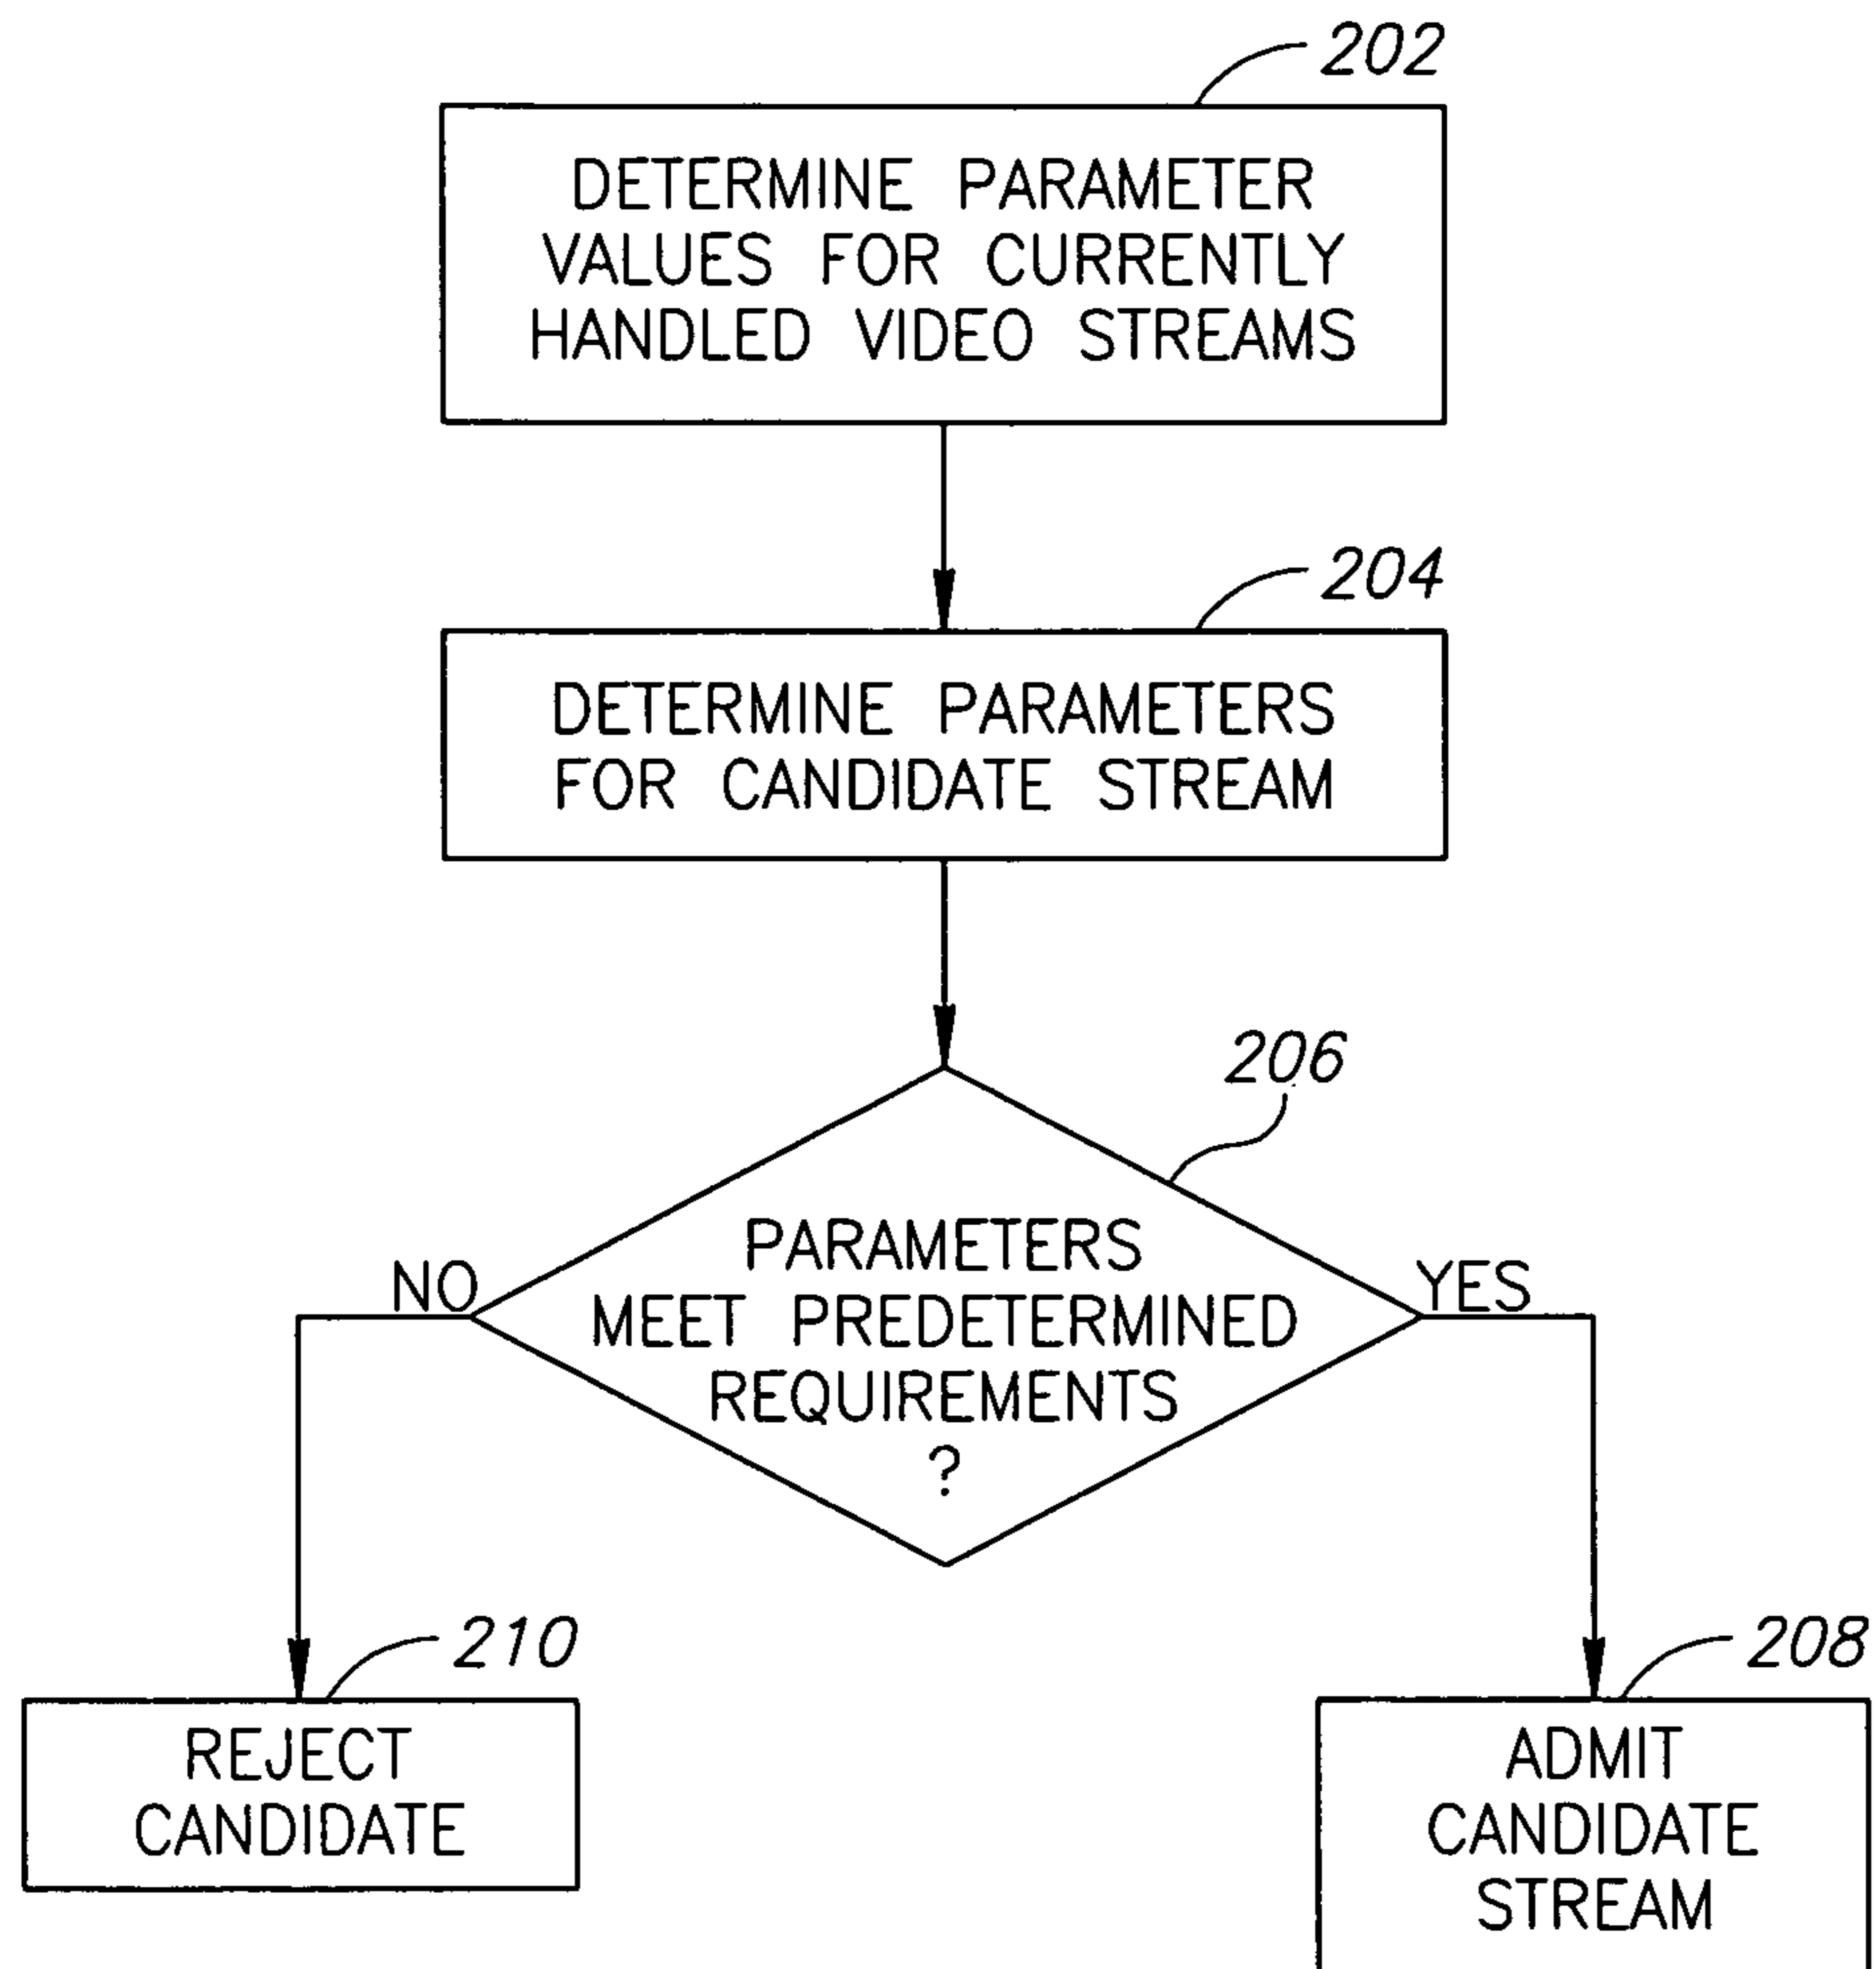 202
DETERMINE PARAMETER
VALUES FOR CURRENTLY
HANDLED VIDEO STREAMS
204
DETERMINE PARAMETERS
FOR CANDIDATE STREAM
206
PARAMETERS
MEET PREDETERMINED
REQUIREMENTS
?
NO
YES
210
REJECT
CANDIDATE
208
ADMIT
CANDIDATE
STREAM